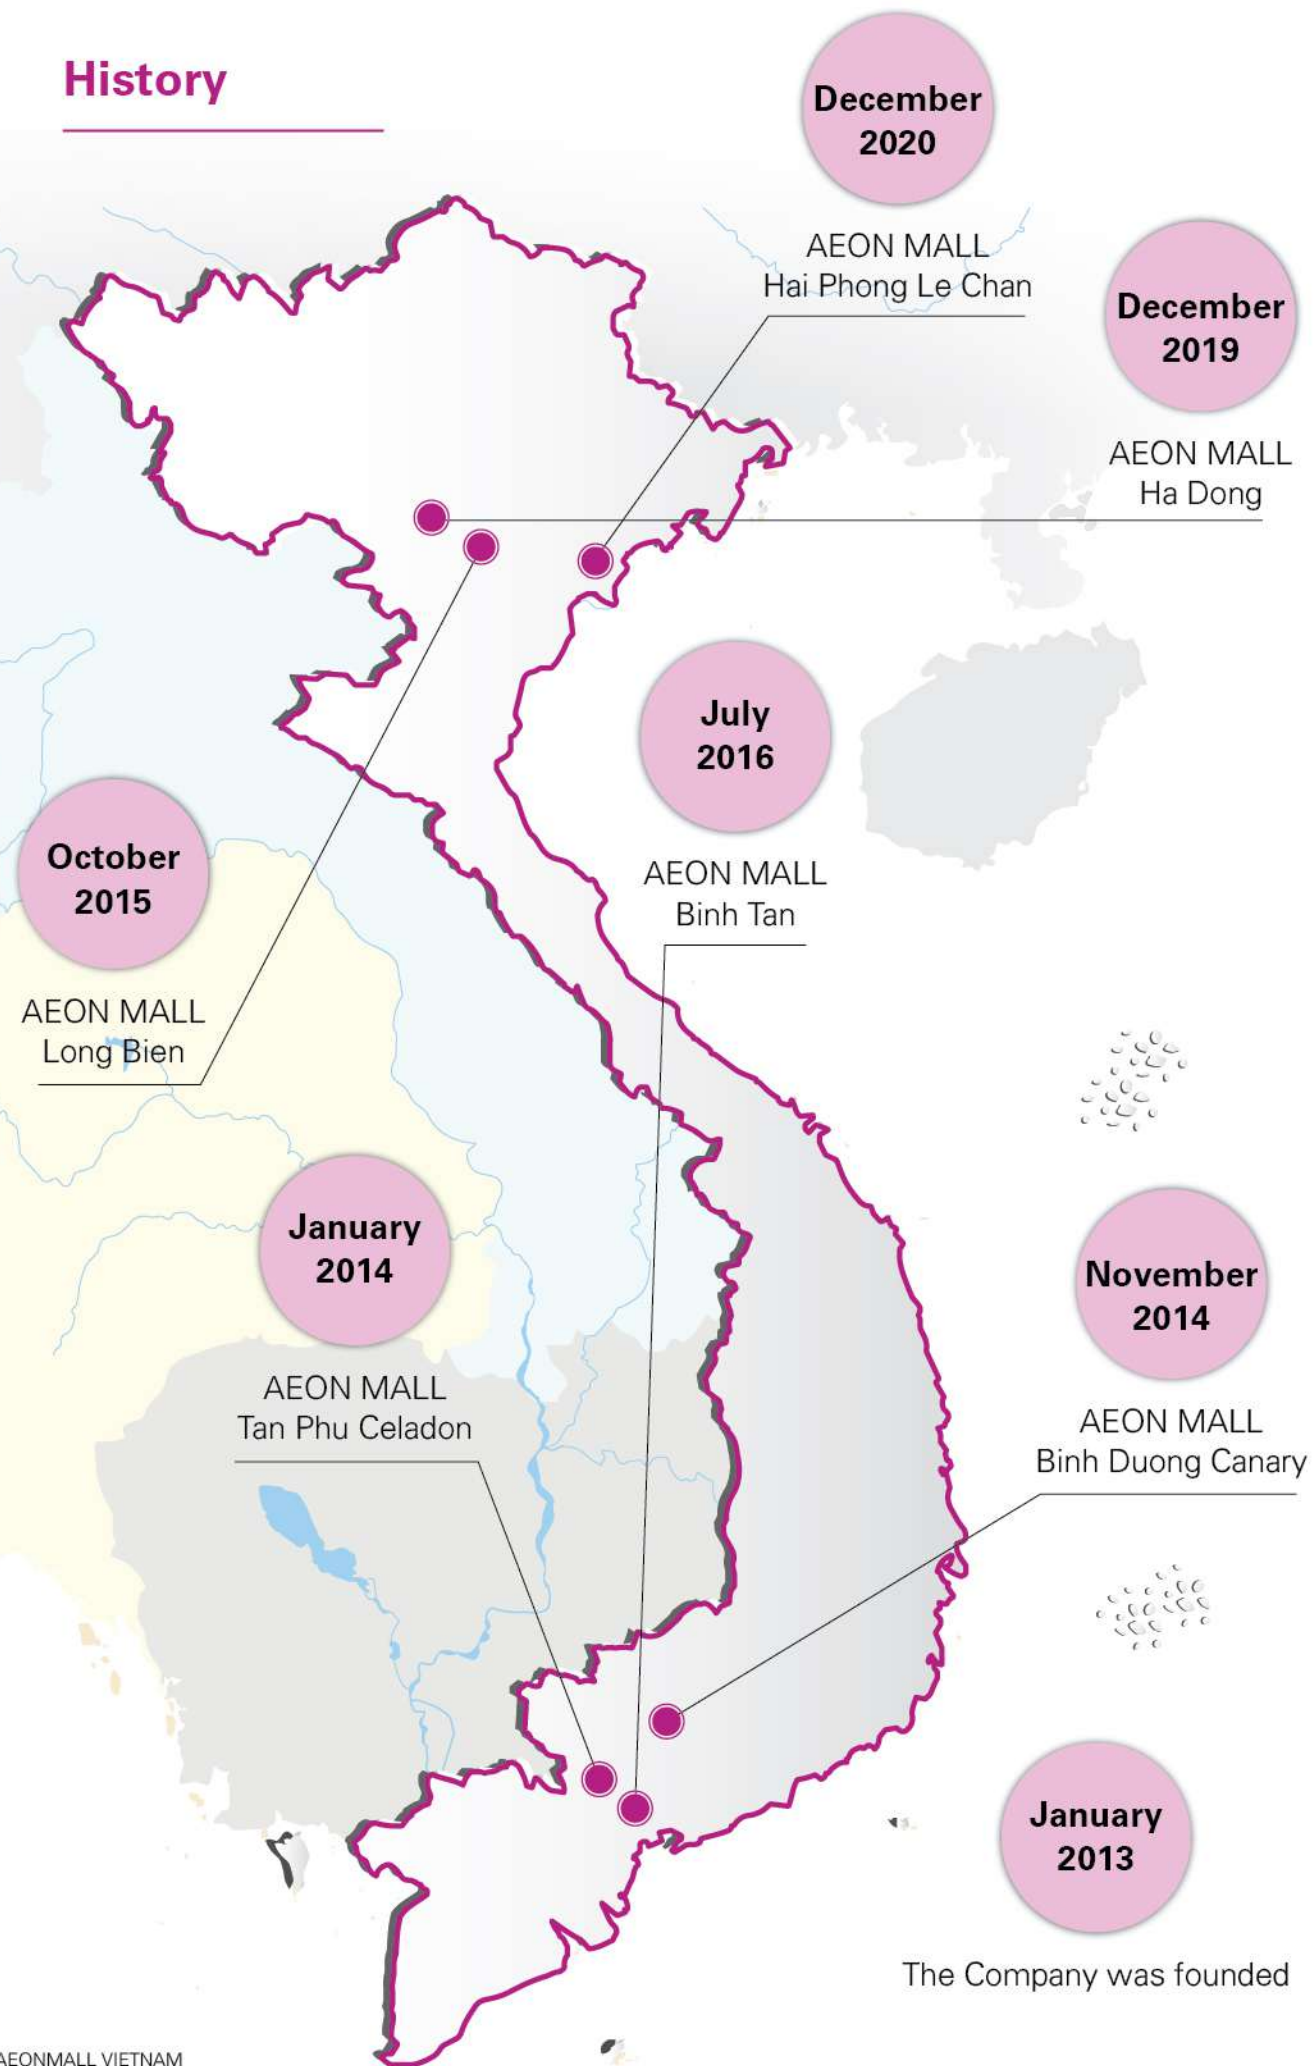 History
December
2020
AEON MALL
Hai Phong Le Chan
December
2019
AEON MALL
Ha Dong
July
2016
AEON MALL
Binh Tan
October
2015
AEON MALL
Long Bien
January
2014
AEON MALL
Tan Phu Celadon
November
2014
AEON MALL
Binh Duong Canary
January
2013
The Company was founded
AEONMALL VIETNAM